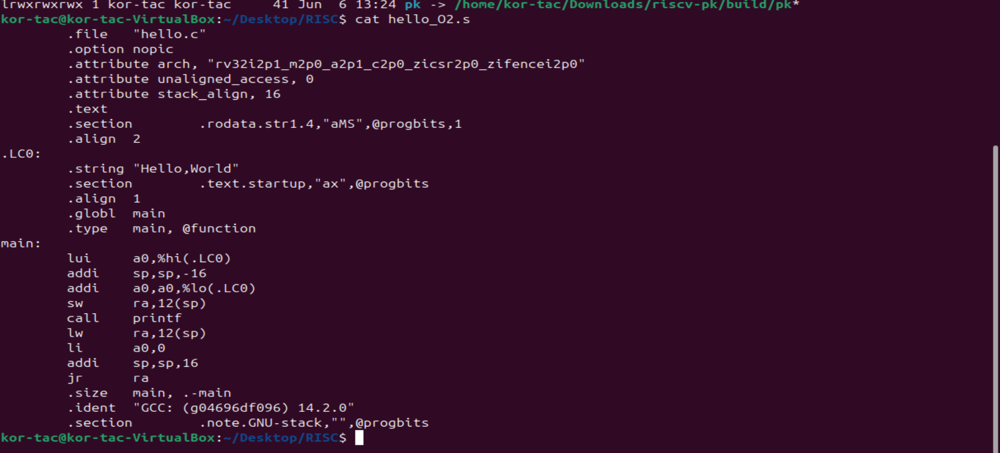 lrwxrwxrwx 1 kor-tac kor-tac     41 Jun  6 13:24 pk -> /home/kor-tac/Downloads/riscv-pk/build/pk*
kor-tac@kor-tac-VirtualBox:~/Desktop/RISC$ cat hello_O2.s
        .file   "hello.c"
        .option nopic
        .attribute arch, "rv32i2p1_m2p0_a2p1_c2p0_zicsr2p0_zifencei2p0"
        .attribute unaligned_access, 0
        .attribute stack_align, 16
        .text
        .section        .rodata.str1.4,"aMS",@progbits,1
        .align  2
.LC0:
        .string "Hello,World"
        .section        .text.startup,"ax",@progbits
        .align  1
        .globl  main
        .type   main, @function
main:
        lui     a0,%hi(.LC0)
        addi    sp,sp,-16
        addi    a0,a0,%lo(.LC0)
        sw      ra,12(sp)
        call    printf
        lw      ra,12(sp)
        li      a0,0
        addi    sp,sp,16
        jr      ra
        .size   main, .-main
        .ident  "GCC: (g04696df096) 14.2.0"
        .section        .note.GNU-stack,"",@progbits
kor-tac@kor-tac-VirtualBox:~/Desktop/RISC$